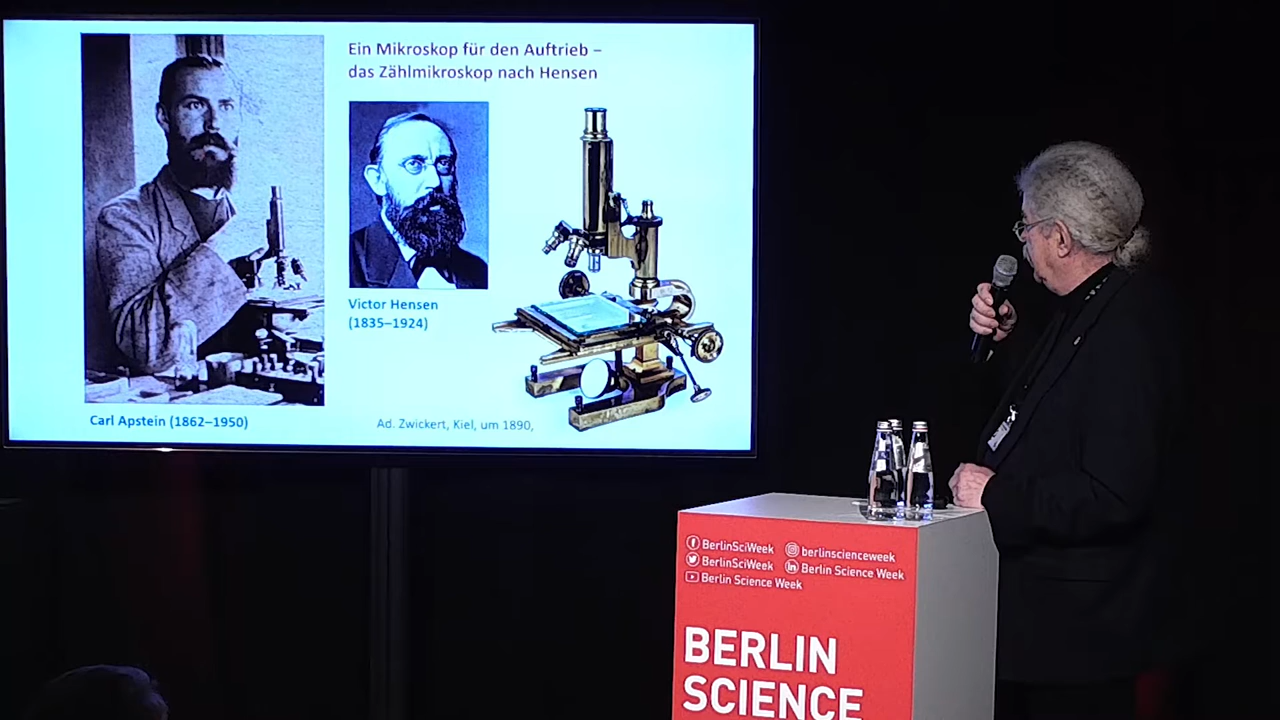 Ein Mikroskop für den Auftrieb –
das Zählmikroskop nach Hensen
Victor Hensen
(1835–1924)
Carl Apstein (1862–1950)
Ad. Zwickert, Kiel, um 1890,
BerlinSciWeek
berlinscienceweek
BerlinSciWeek
Berlin Science Week
Berlin Science Week
BERLIN
SCIENCE